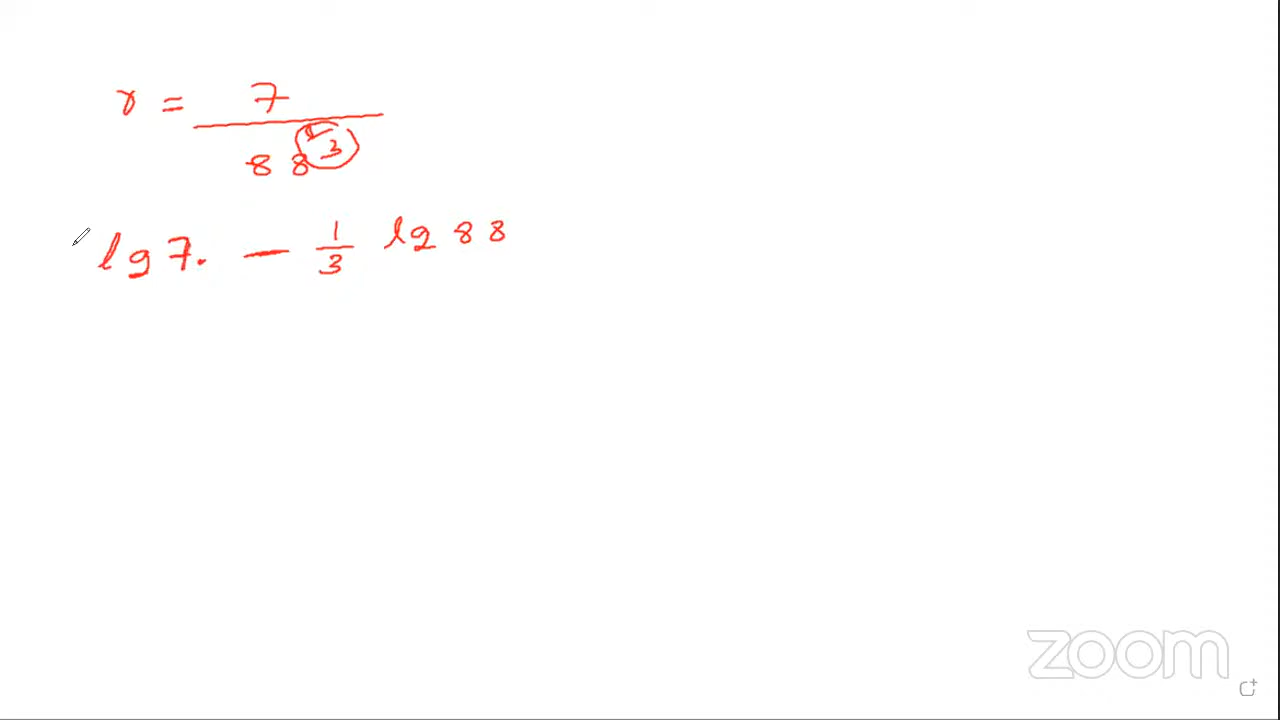 r = 7 / 88^(1/3)
lg 7. - 1/3 lg 88
zoom